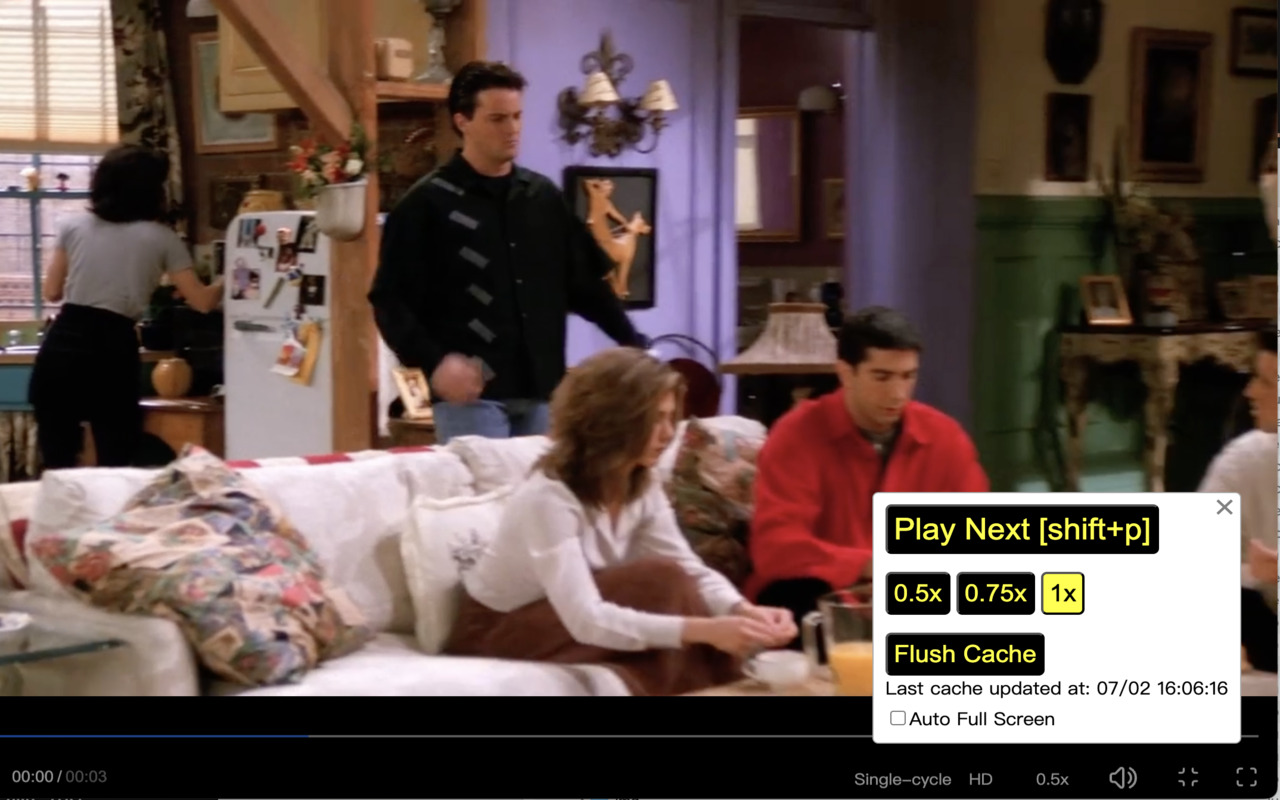 Play Next [shift+p]
0.5x 0.75x 1x
Flush Cache
Last cache updated at: 07/02 16:06:16
Auto Full Screen
00:00 / 00:03
Single-cycle HD 0.5x